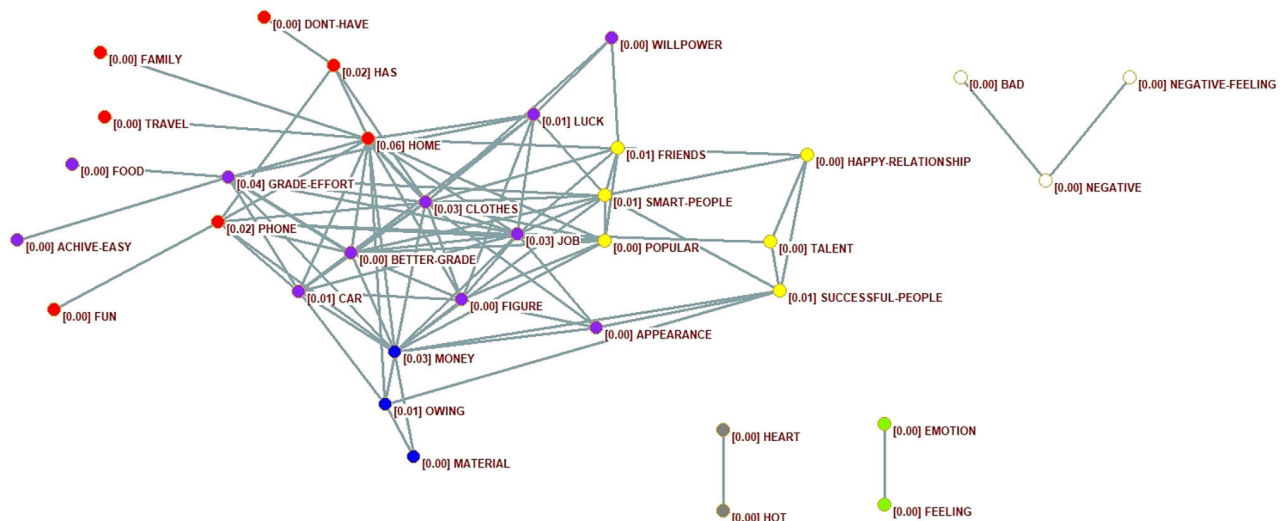 [0.00] DONT-HAVE
[0.00] WILLPOWER
[0.00] FAMILY
[0.02] HAS
[0.00] BAD
[0.00] NEGATIVE-FEELING
[0.00] TRAVEL
[0.01] LUCK
[0.06] HOME
[0.01] FRIENDS
[0.00] HAPPY-RELATIONSHIP
[0.00] FOOD
[0.04] GRADE-EFFORT
[0.00] NEGATIVE
[0.03] CLOTHES
[0.01] SMART-PEOPLE
[0.02] PHONE
[0.03] JOB
[0.00] POPULAR
[0.00] TALENT
[0.00] ACHIVE-EASY
[0.00] BETTER-GRADE
[0.01] CAR
[0.00] FIGURE
[0.01] SUCCESSFUL-PEOPLE
[0.00] FUN
[0.00] APPEARANCE
[0.03] MONEY
[0.01] OWING
[0.00] HEART
[0.00] EMOTION
[0.00] MATERIAL
[0.00] HOT
[0.00] FEELING